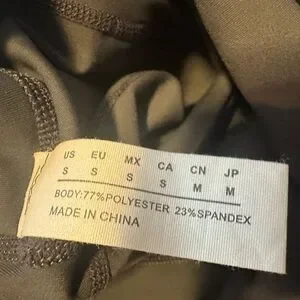 US EU MX CA CN JP
S S S S M M
BODY:77%POLYESTER 23%SPANDEX
MADE IN CHINA